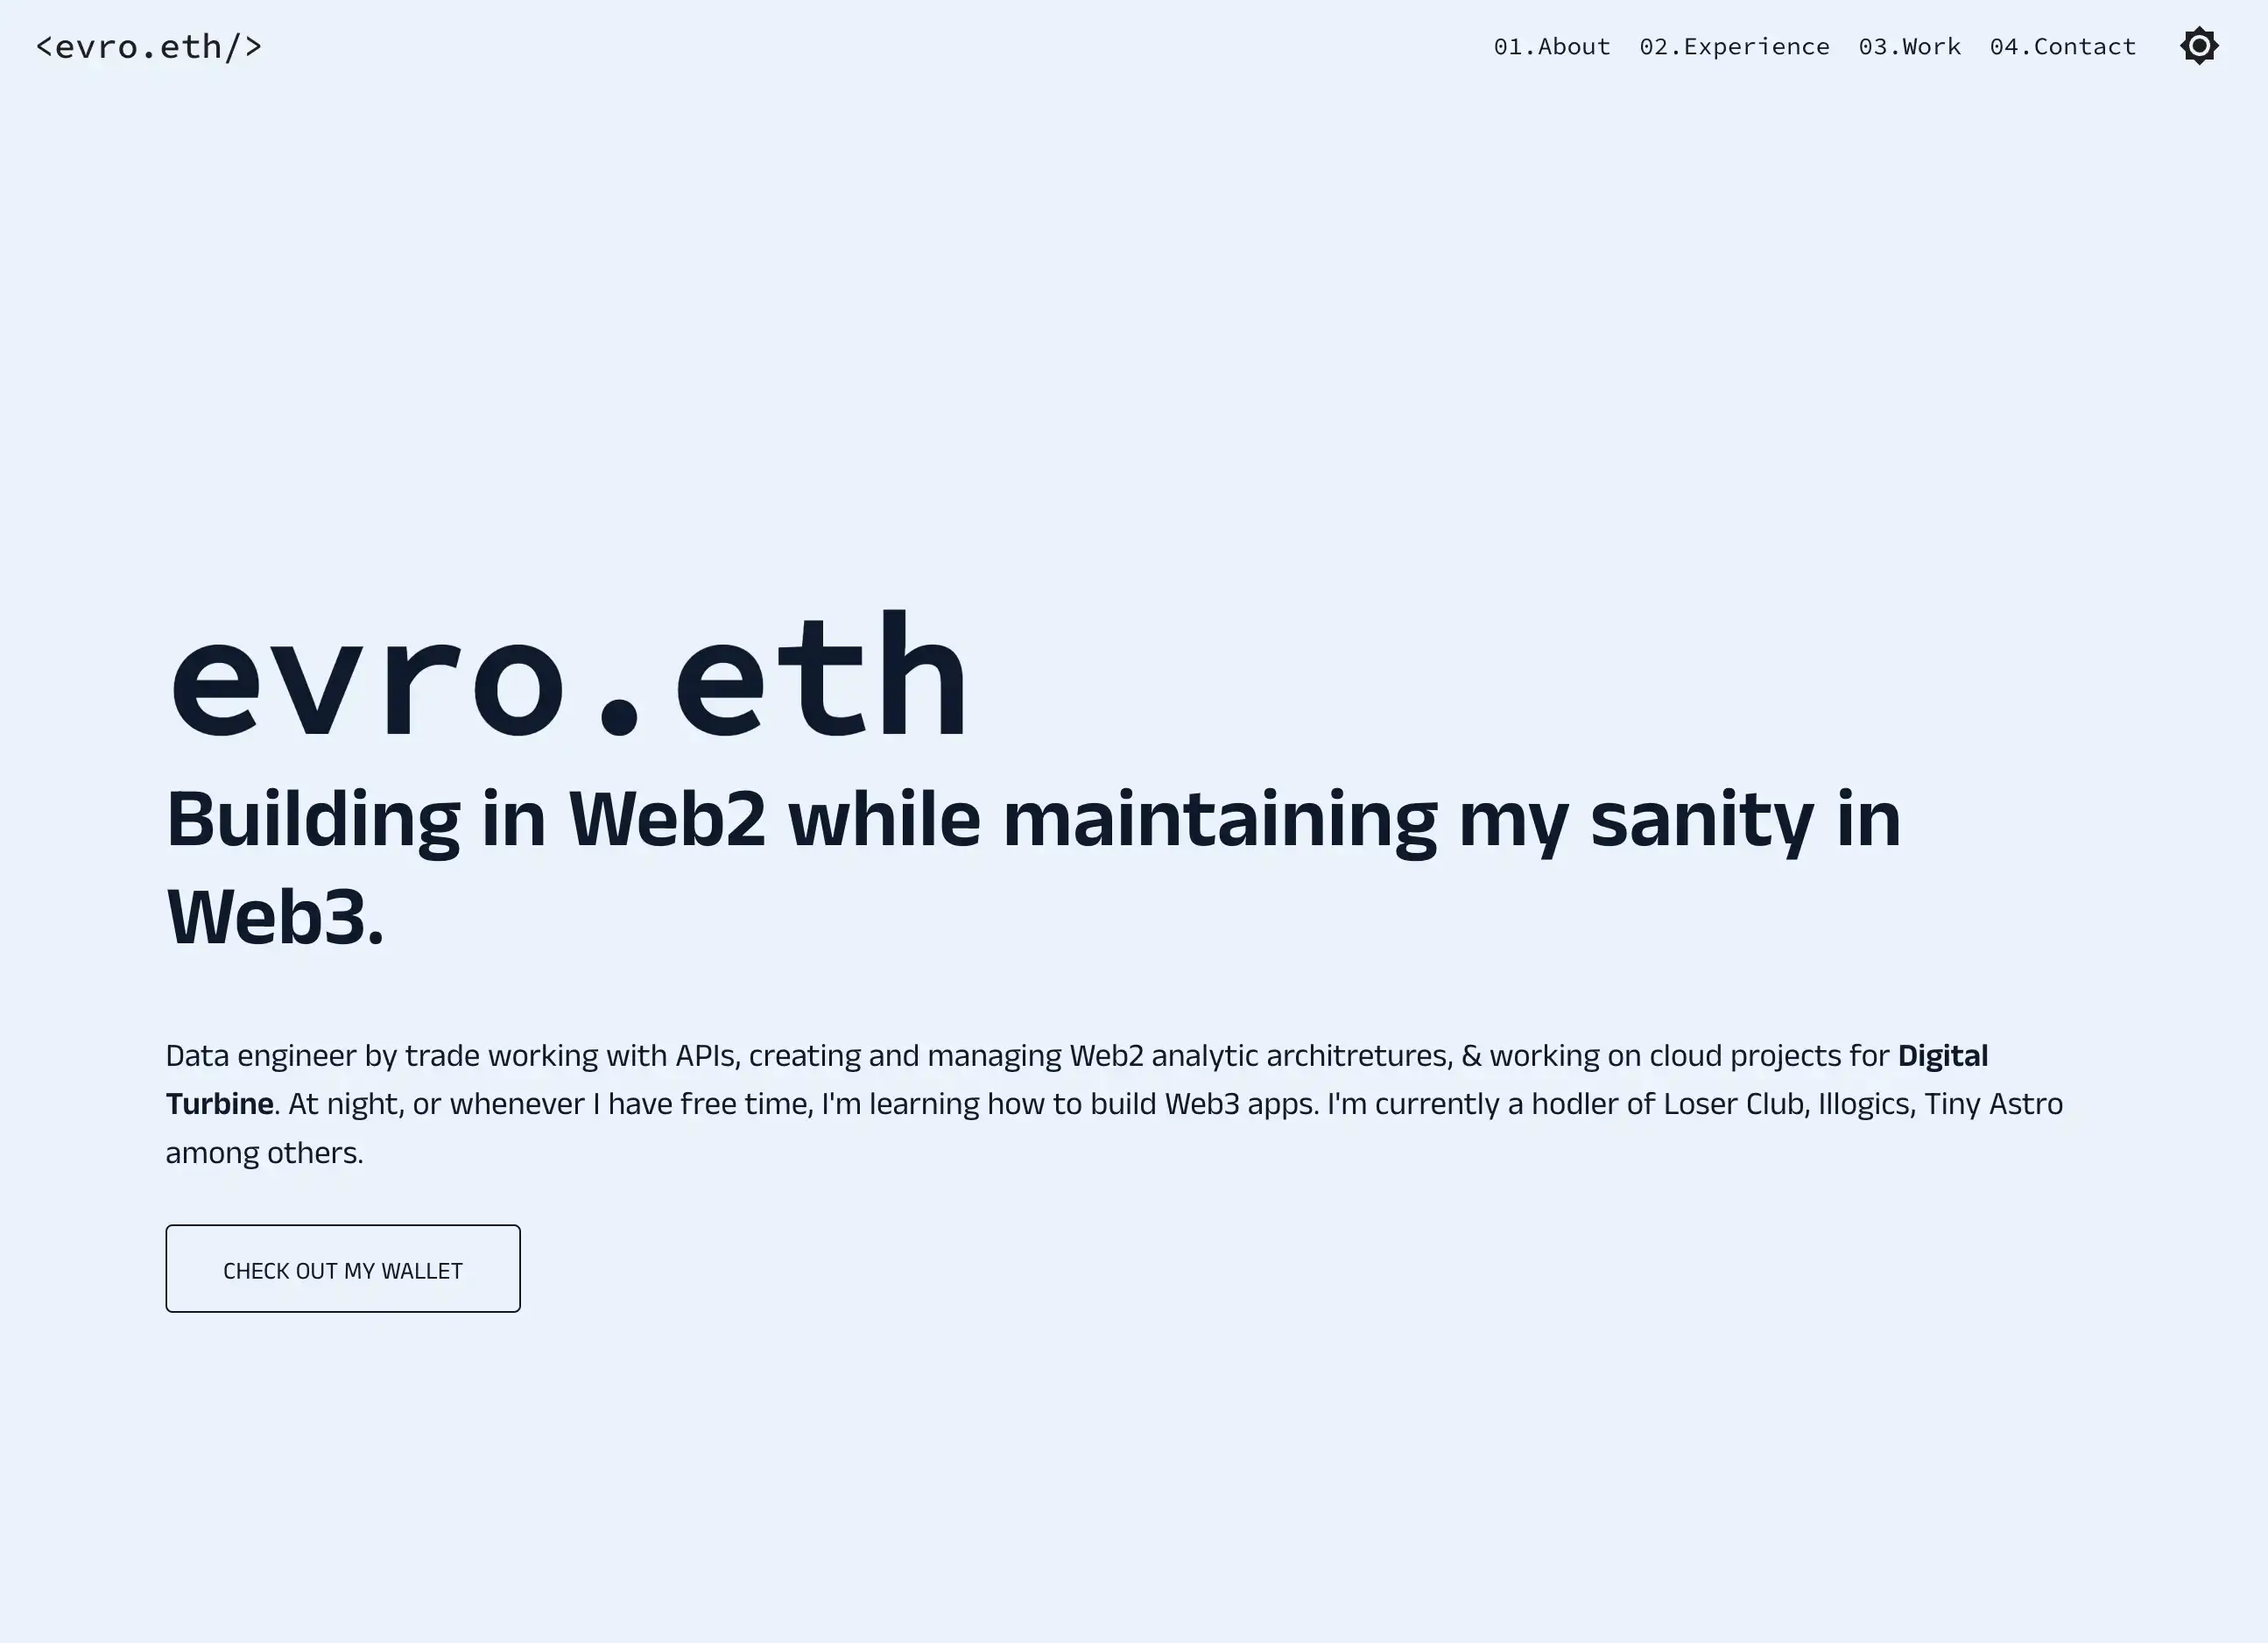 <evro.eth/>
01.About 02.Experience 03.Work 04.Contact
evro.eth
Building in Web2 while maintaining my sanity in
Web3.
Data engineer by trade working with APIs, creating and managing Web2 analytic architretures, & working on cloud projects for Digital
Turbine. At night, or whenever I have free time, I'm learning how to build Web3 apps. I'm currently a hodler of Loser Club, Illogics, Tiny Astro
among others.
CHECK OUT MY WALLET